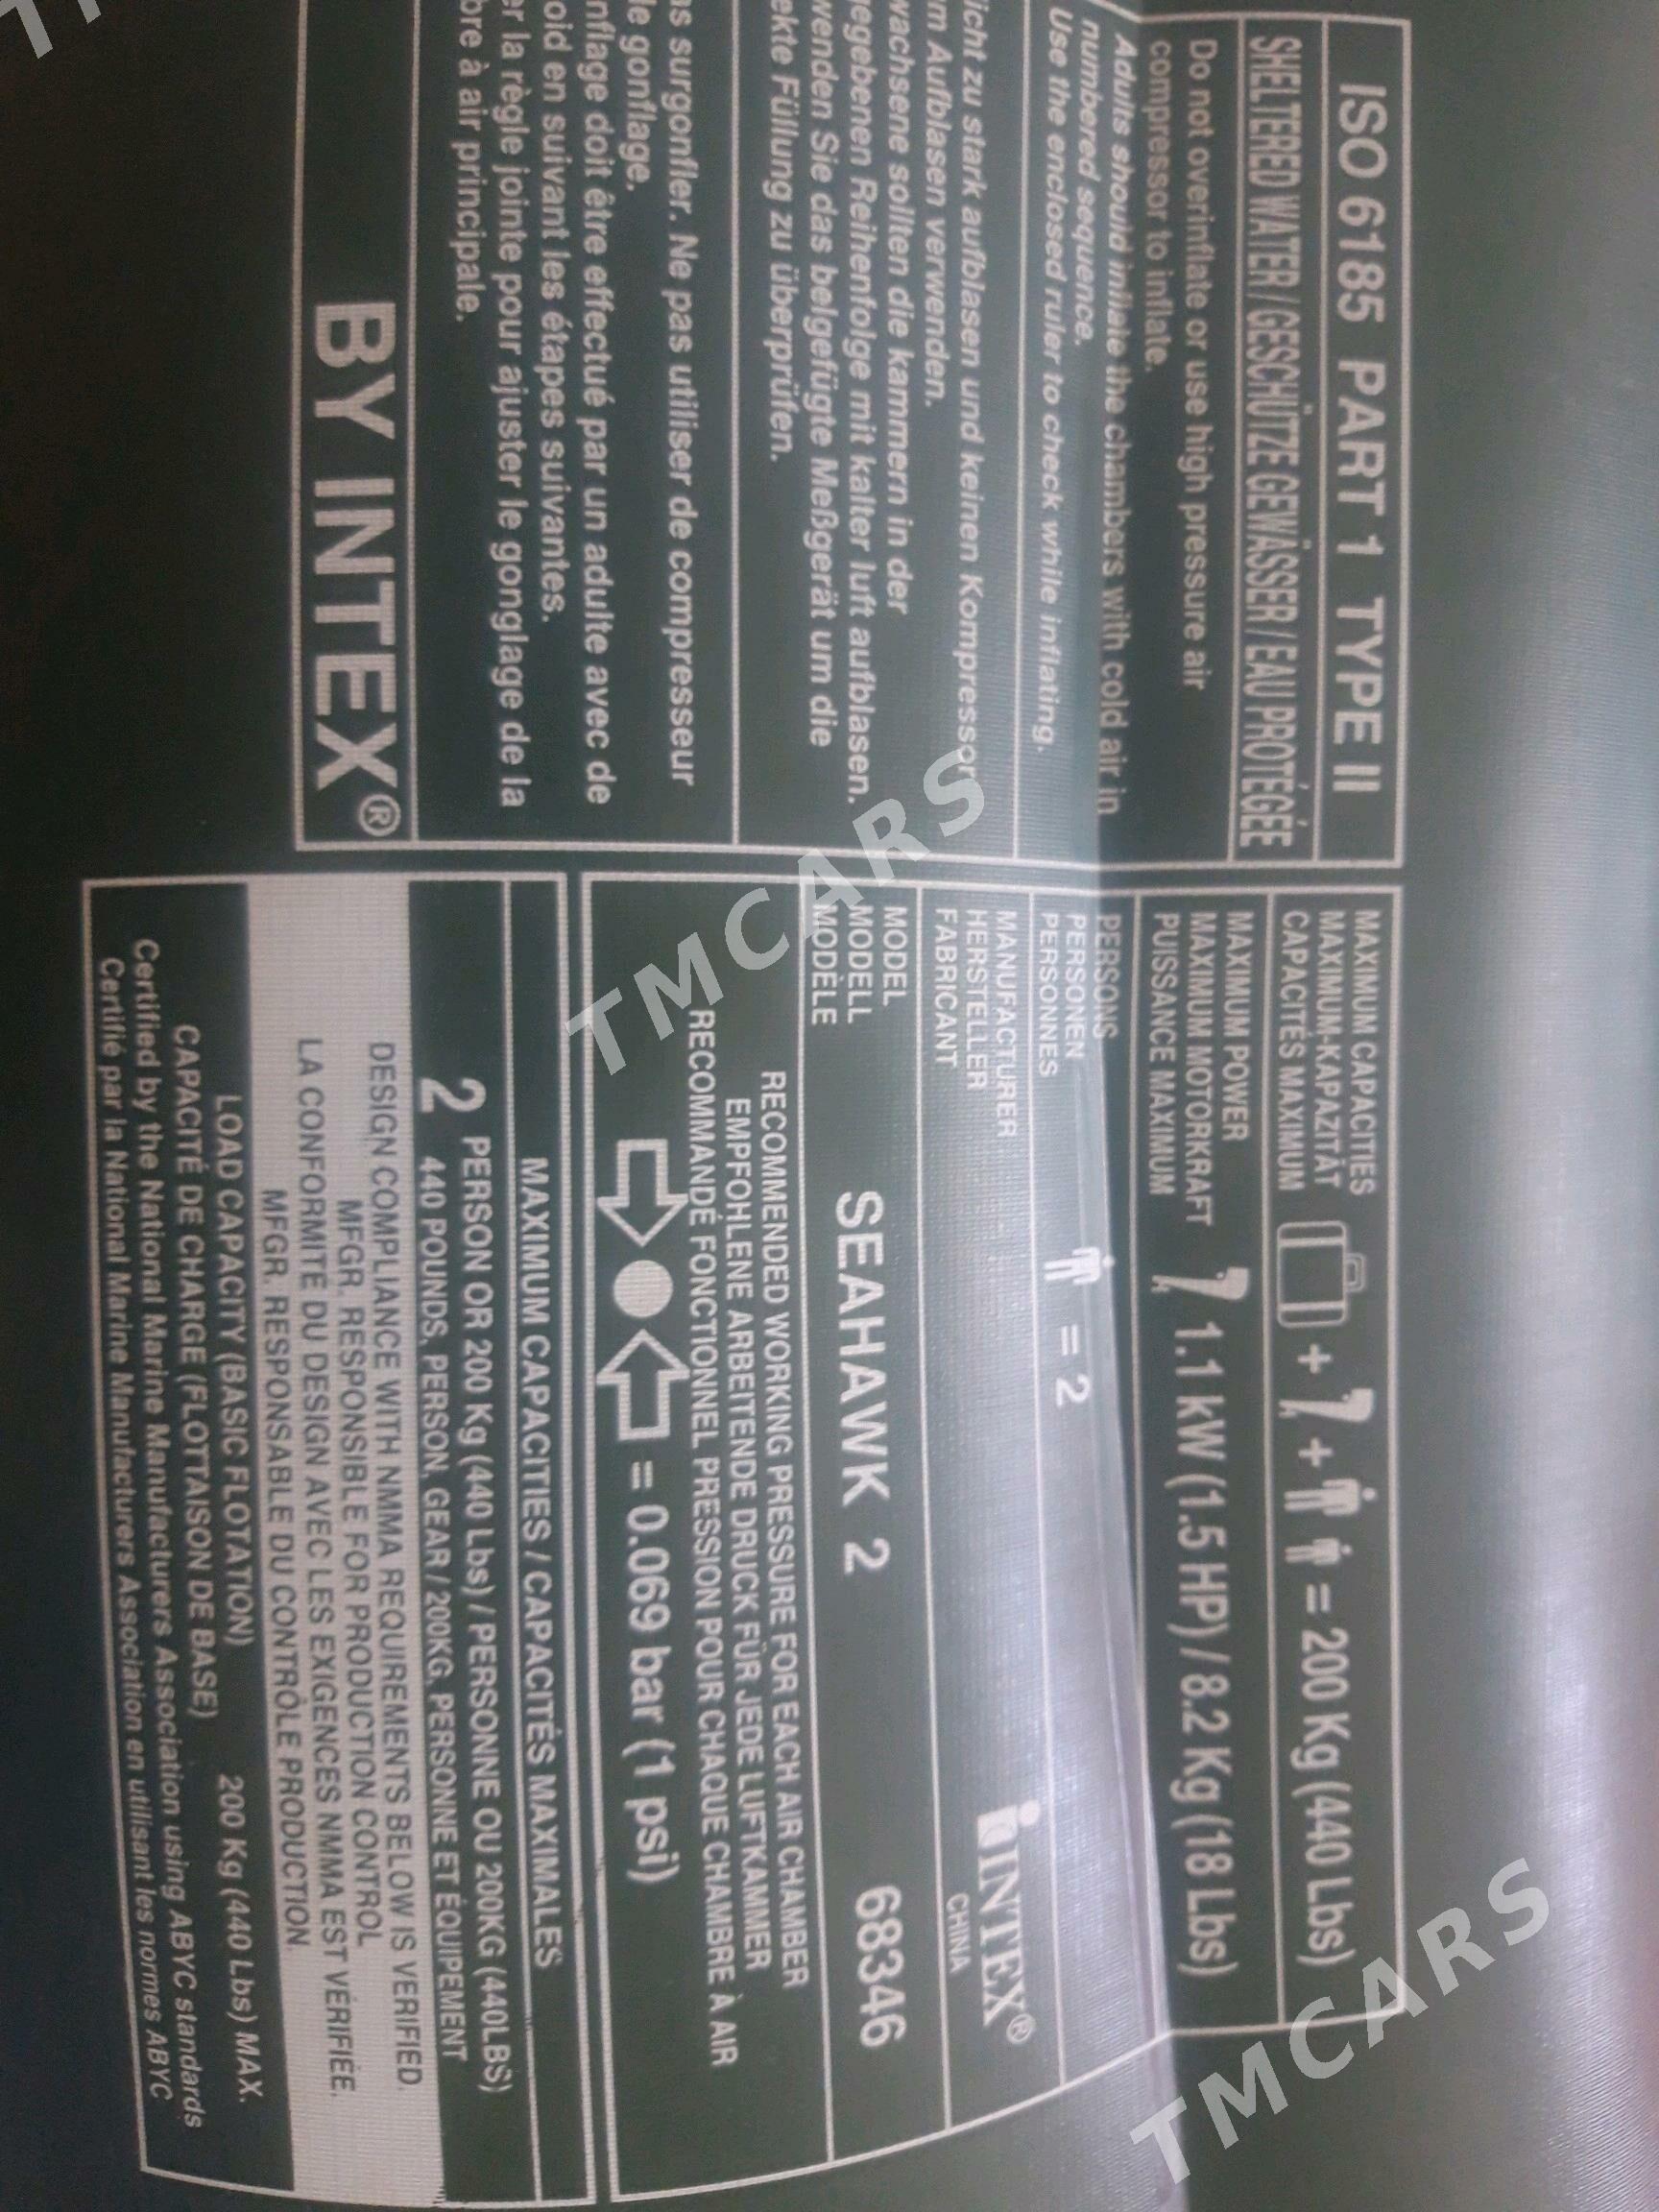 ISO 6185 PART 1 TYPE II
SHELTERED WATER / GESCHÜTZE GEWÄSSER / EAU PROTÉGÉE
Do not overinflate or use high pressure air
compressor to inflate.
Adults should inflate the chambers with cold air in
numbered sequence.
Use the enclosed ruler to check while inflating.
icht zu stark aufblasen und keinen Kompressor
m Aufblasen verwenden.
wachsene sollten die kammern in der
gegebenen Reihenfolge mit kalter luft aufblasen.
wenden Sie das beigefügte Meßgerät um die
ekte Füllung zu überprüfen.
as surgonfler. Ne pas utiliser de compresseur
le gonflage.
nflage doit être effectué par un adulte avec de
oid en suivant les étapes suivantes.
er la règle jointe pour ajuster le gonglage de la
bre à air principale.
BY INTEX®
MAXIMUM CAPACITIES
MAXIMUM-KAPAZITÄT
CAPACITÉS MAXIMUM
+ + = 200 Kg (440 Lbs)
MAXIMUM POWER
MAXIMUM MOTORKRAFT
PUISSANCE MAXIMUM
1.1 kW (1.5 HP) / 8.2 Kg (18 Lbs)
PERSONS
PERSONEN
PERSONNES
= 2
MANUFACTURER
HERSTELLER
FABRICANT
INTEX®
CHINA
MODEL
MODELL
MODÈLE
SEAHAWK 2
68346
RECOMMENDED WORKING PRESSURE FOR EACH AIR CHAMBER
EMPFOHLENE ARBEITENDE DRUCK FÜR JEDE LUFTKAMMER
RECOMMANDÉ FONCTIONNEL PRESSION POUR CHAQUE CHAMBRE À AIR
= 0.069 bar (1 psi)
MAXIMUM CAPACITIES / CAPACITÉS MAXIMALES
2 PERSON OR 200 Kg (440 Lbs) / PERSONNE OU 200KG (440LBS)
440 POUNDS, PERSON, GEAR / 200KG, PERSONNE ET ÉQUIPEMENT
DESIGN COMPLIANCE WITH NMMA REQUIREMENTS BELOW IS VERIFIED.
MFGR. RESPONSIBLE FOR PRODUCTION CONTROL
LA CONFORMITÉ DU DESIGN AVEC LES EXIGENCES NMMA EST VÉRIFIÉE.
MFGR. RESPONSABLE DU CONTRÔLE PRODUCTION.
LOAD CAPACITY (BASIC FLOTATION)
CAPACITÉ DE CHARGE (FLOTTAISON DE BASE)
200 Kg (440 Lbs) MAX.
Certified by the National Marine Manufacturers Association using ABYC standards
Certifié par la National Marine Manufacturers Association en utilisant les normes ABYC
TMCARS
TMCARS